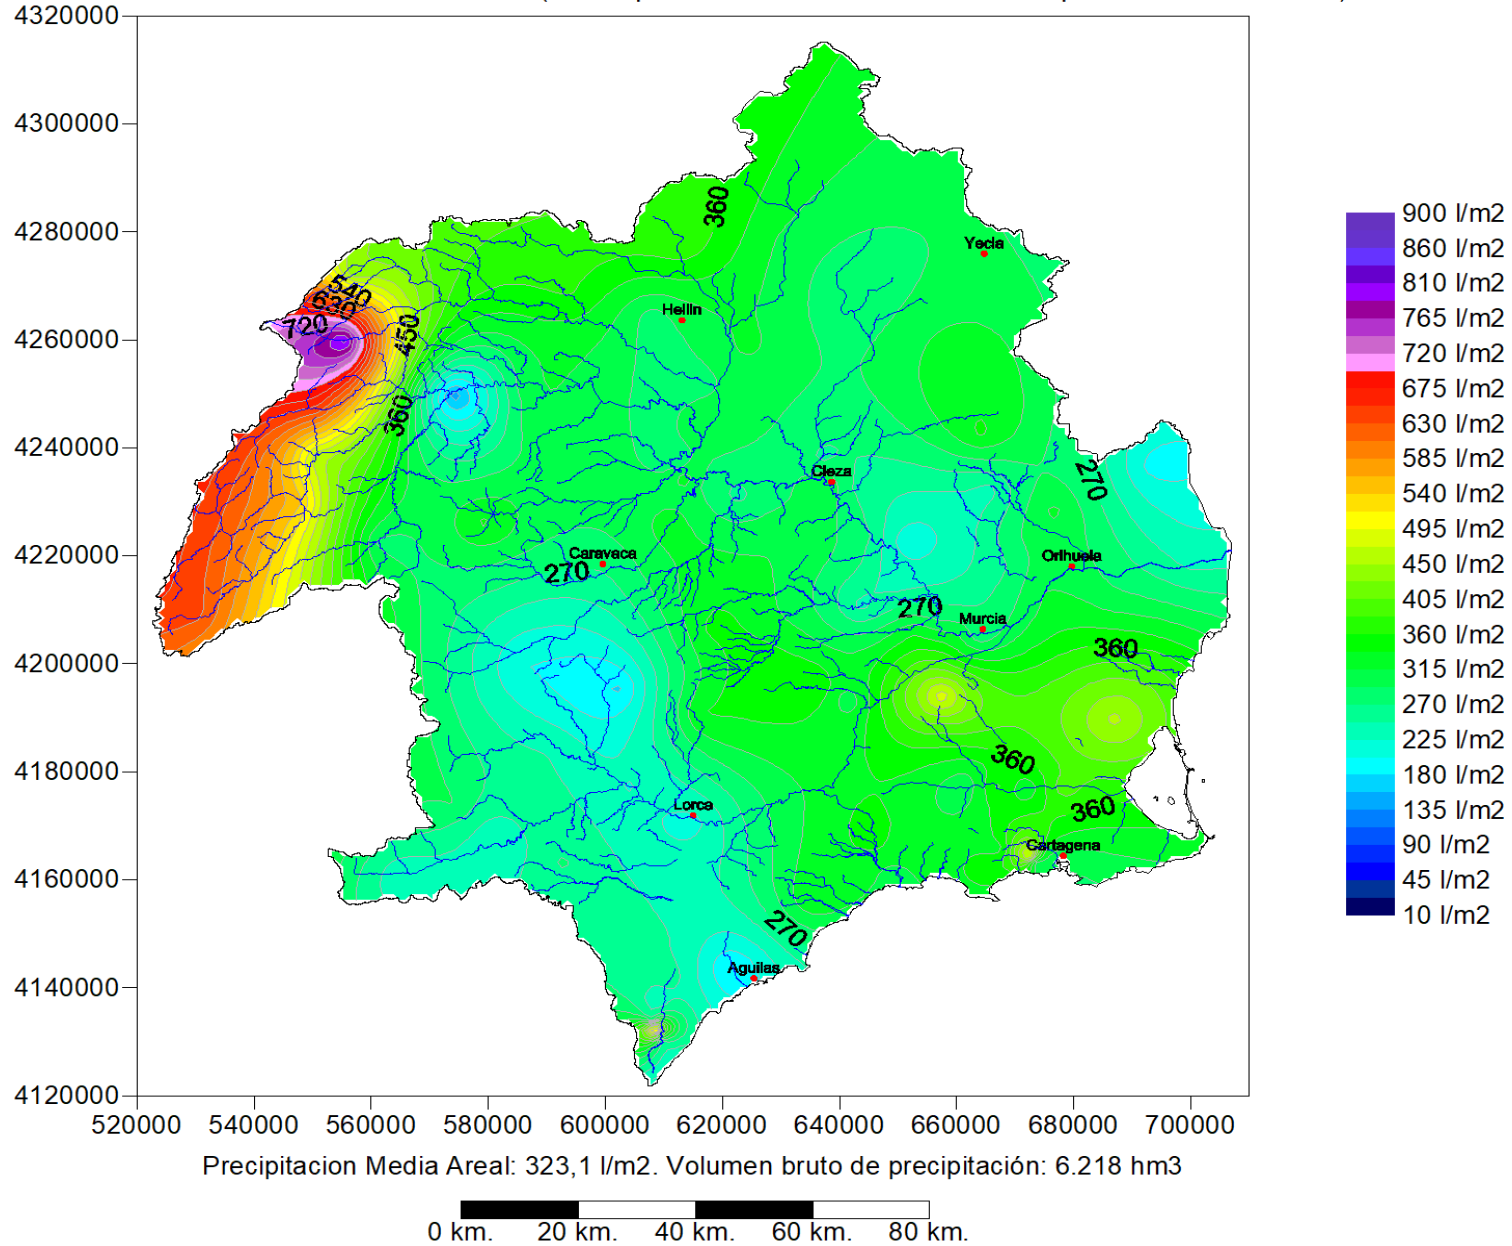 4320000
4300000
4280000
4260000
4240000
4220000
4200000
4180000
4160000
4140000
4120000
520000 540000 560000 580000 600000 620000 640000 660000 680000 700000
360
Yecla
540
630
720
450
Hellin
360
Cieza
270
Caravaca
270
Orihuela
270
Murcia
360
360
Lorca
360
Cartagena
270
Aguilas
900 l/m2
860 l/m2
810 l/m2
765 l/m2
720 l/m2
675 l/m2
630 l/m2
585 l/m2
540 l/m2
495 l/m2
450 l/m2
405 l/m2
360 l/m2
315 l/m2
270 l/m2
225 l/m2
180 l/m2
135 l/m2
90 l/m2
45 l/m2
10 l/m2
Precipitacion Media Areal: 323,1 l/m2. Volumen bruto de precipitación: 6.218 hm3
0 km. 20 km. 40 km. 60 km. 80 km.